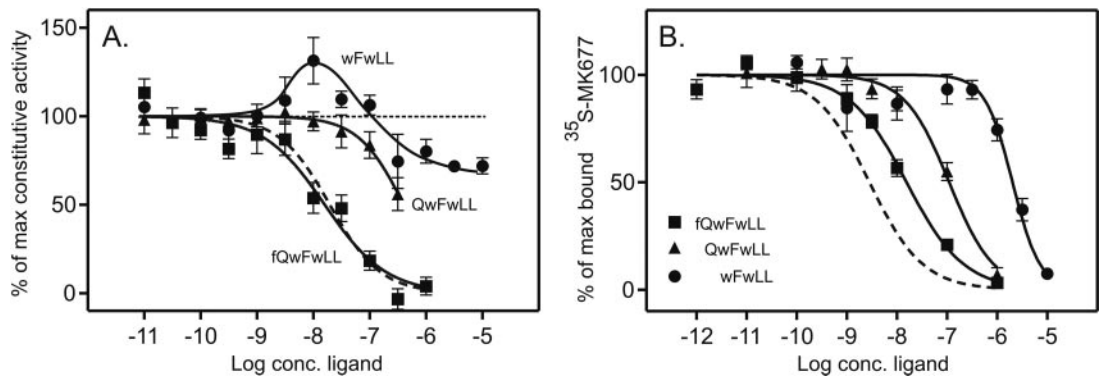 A.
% of max constitutive activity
150
100
50
0
wFwLL
QwFwLL
fQwFwLL
-11 -10 -9 -8 -7 -6 -5
Log conc. ligand
B.
% of max bound ³⁵S-MK677
100
50
0
fQwFwLL
QwFwLL
wFwLL
-12 -11 -10 -9 -8 -7 -6 -5
Log conc. ligand